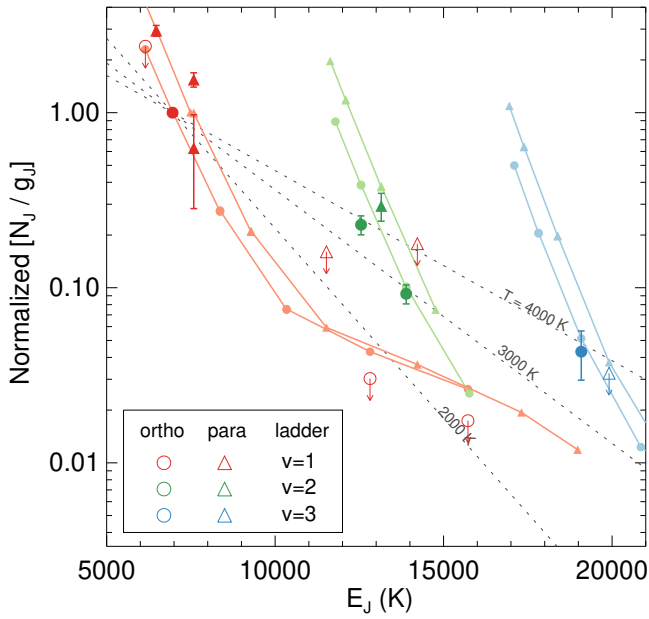 Normalized [N_J / g_J]
1.00
0.10
0.01
T = 4000 K
3000 K
2000 K
ortho para ladder
v=1
v=2
v=3
5000 10000 15000 20000
E_J (K)